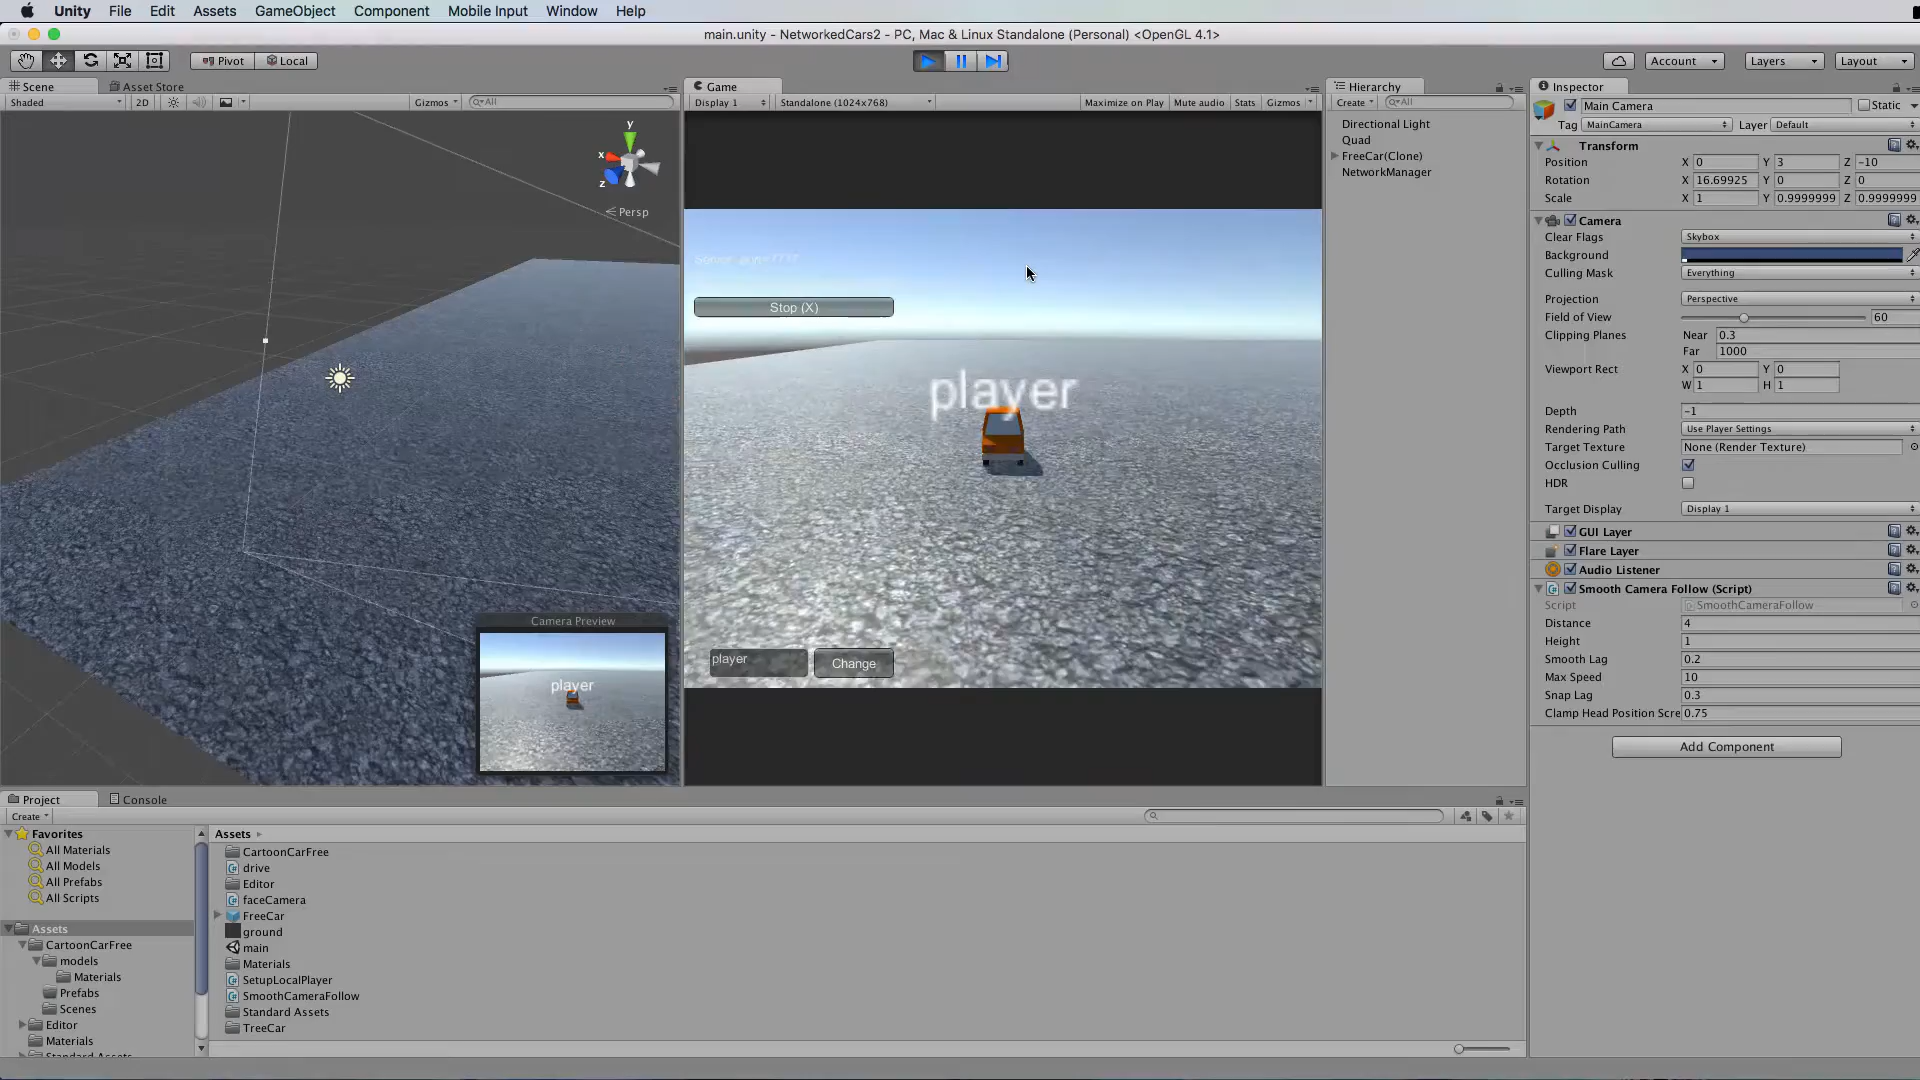 Unity File Edit Assets GameObject Component Mobile Input Window Help
main.unity - NetworkedCars2 - PC, Mac & Linux Standalone (Personal) <OpenGL 4.1>
Pivot Local Account Layers Layout
Scene Asset Store
Shaded 2D Gizmos All
y
x
z
Persp
Camera Preview
player
Game
Display 1 Standalone (1024x768) Maximize on Play Mute audio Stats Gizmos
Stop (X)
player
player Change
Hierarchy
Create All
Directional Light
Quad
FreeCar(Clone)
NetworkManager
Inspector
Main Camera Static
Tag MainCamera Layer Default
Transform
Position X 0 Y 3 Z -10
Rotation X 16.69925 Y 0 Z 0
Scale X 1 Y 0.9999999 Z 0.9999999
Camera
Clear Flags Skybox
Background
Culling Mask Everything
Projection Perspective
Field of View 60
Clipping Planes Near 0.3
Far 1000
Viewport Rect X 0 Y 0
W 1 H 1
Depth -1
Rendering Path Use Player Settings
Target Texture None (Render Texture)
Occlusion Culling
HDR
Target Display Display 1
GUI Layer
Flare Layer
Audio Listener
Smooth Camera Follow (Script)
Script SmoothCameraFollow
Distance 4
Height 1
Smooth Lag 0.2
Max Speed 10
Snap Lag 0.3
Clamp Head Position Scre 0.75
Add Component
Project Console
Create
Favorites
All Materials
All Models
All Prefabs
All Scripts
Assets
CartoonCarFree
models
Materials
Prefabs
Scenes
Editor
Materials
Standard Assets
Assets
CartoonCarFree
drive
Editor
faceCamera
FreeCar
ground
main
Materials
SetupLocalPlayer
SmoothCameraFollow
Standard Assets
TreeCar